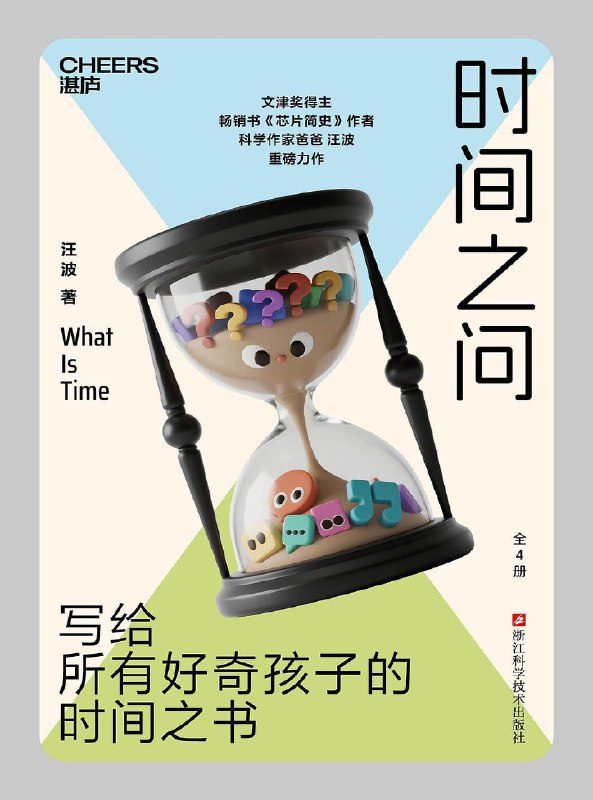 CHEERS
湛庐
文津奖得主
畅销书《芯片简史》作者
科学作家爸爸 汪波
重磅力作
时间之问
汪波 著
What
Is
Time
全4册
浙江科学技术出版社
写给
所有好奇孩子的
时间之书